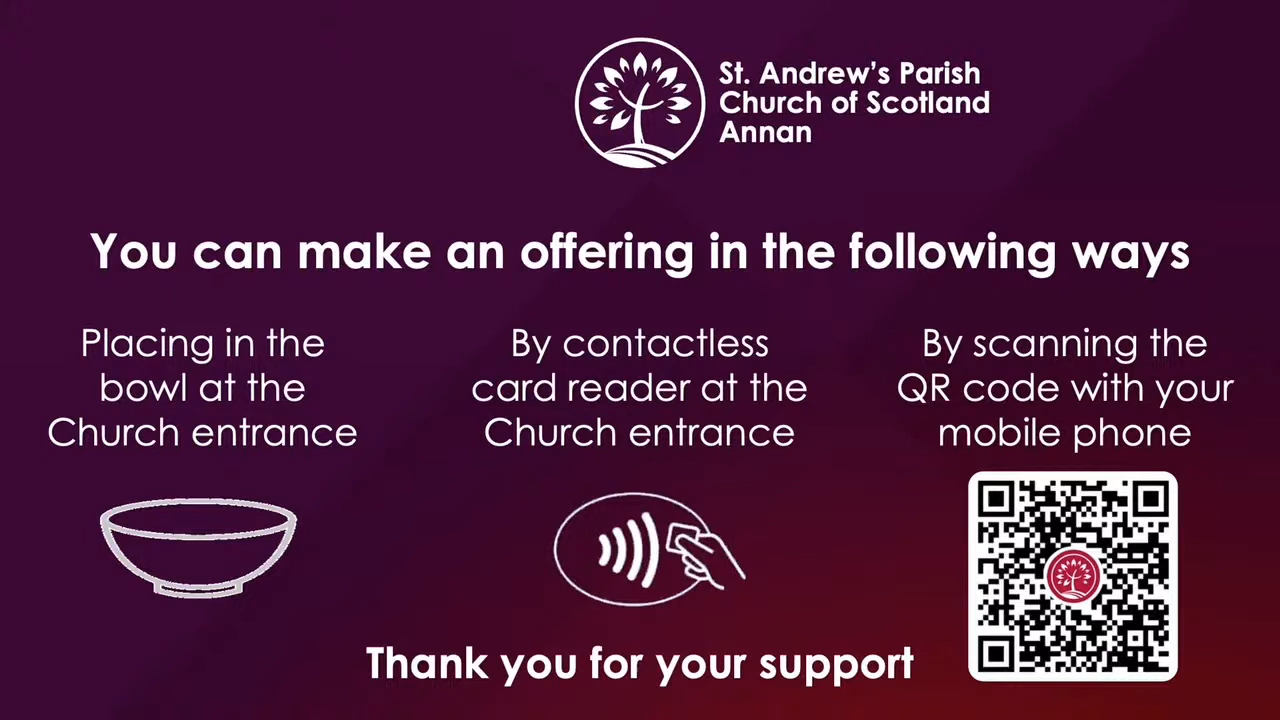 St. Andrew's Parish
Church of Scotland
Annan
You can make an offering in the following ways
Placing in the
bowl at the
Church entrance
By contactless
card reader at the
Church entrance
By scanning the
QR code with your
mobile phone
Thank you for your support